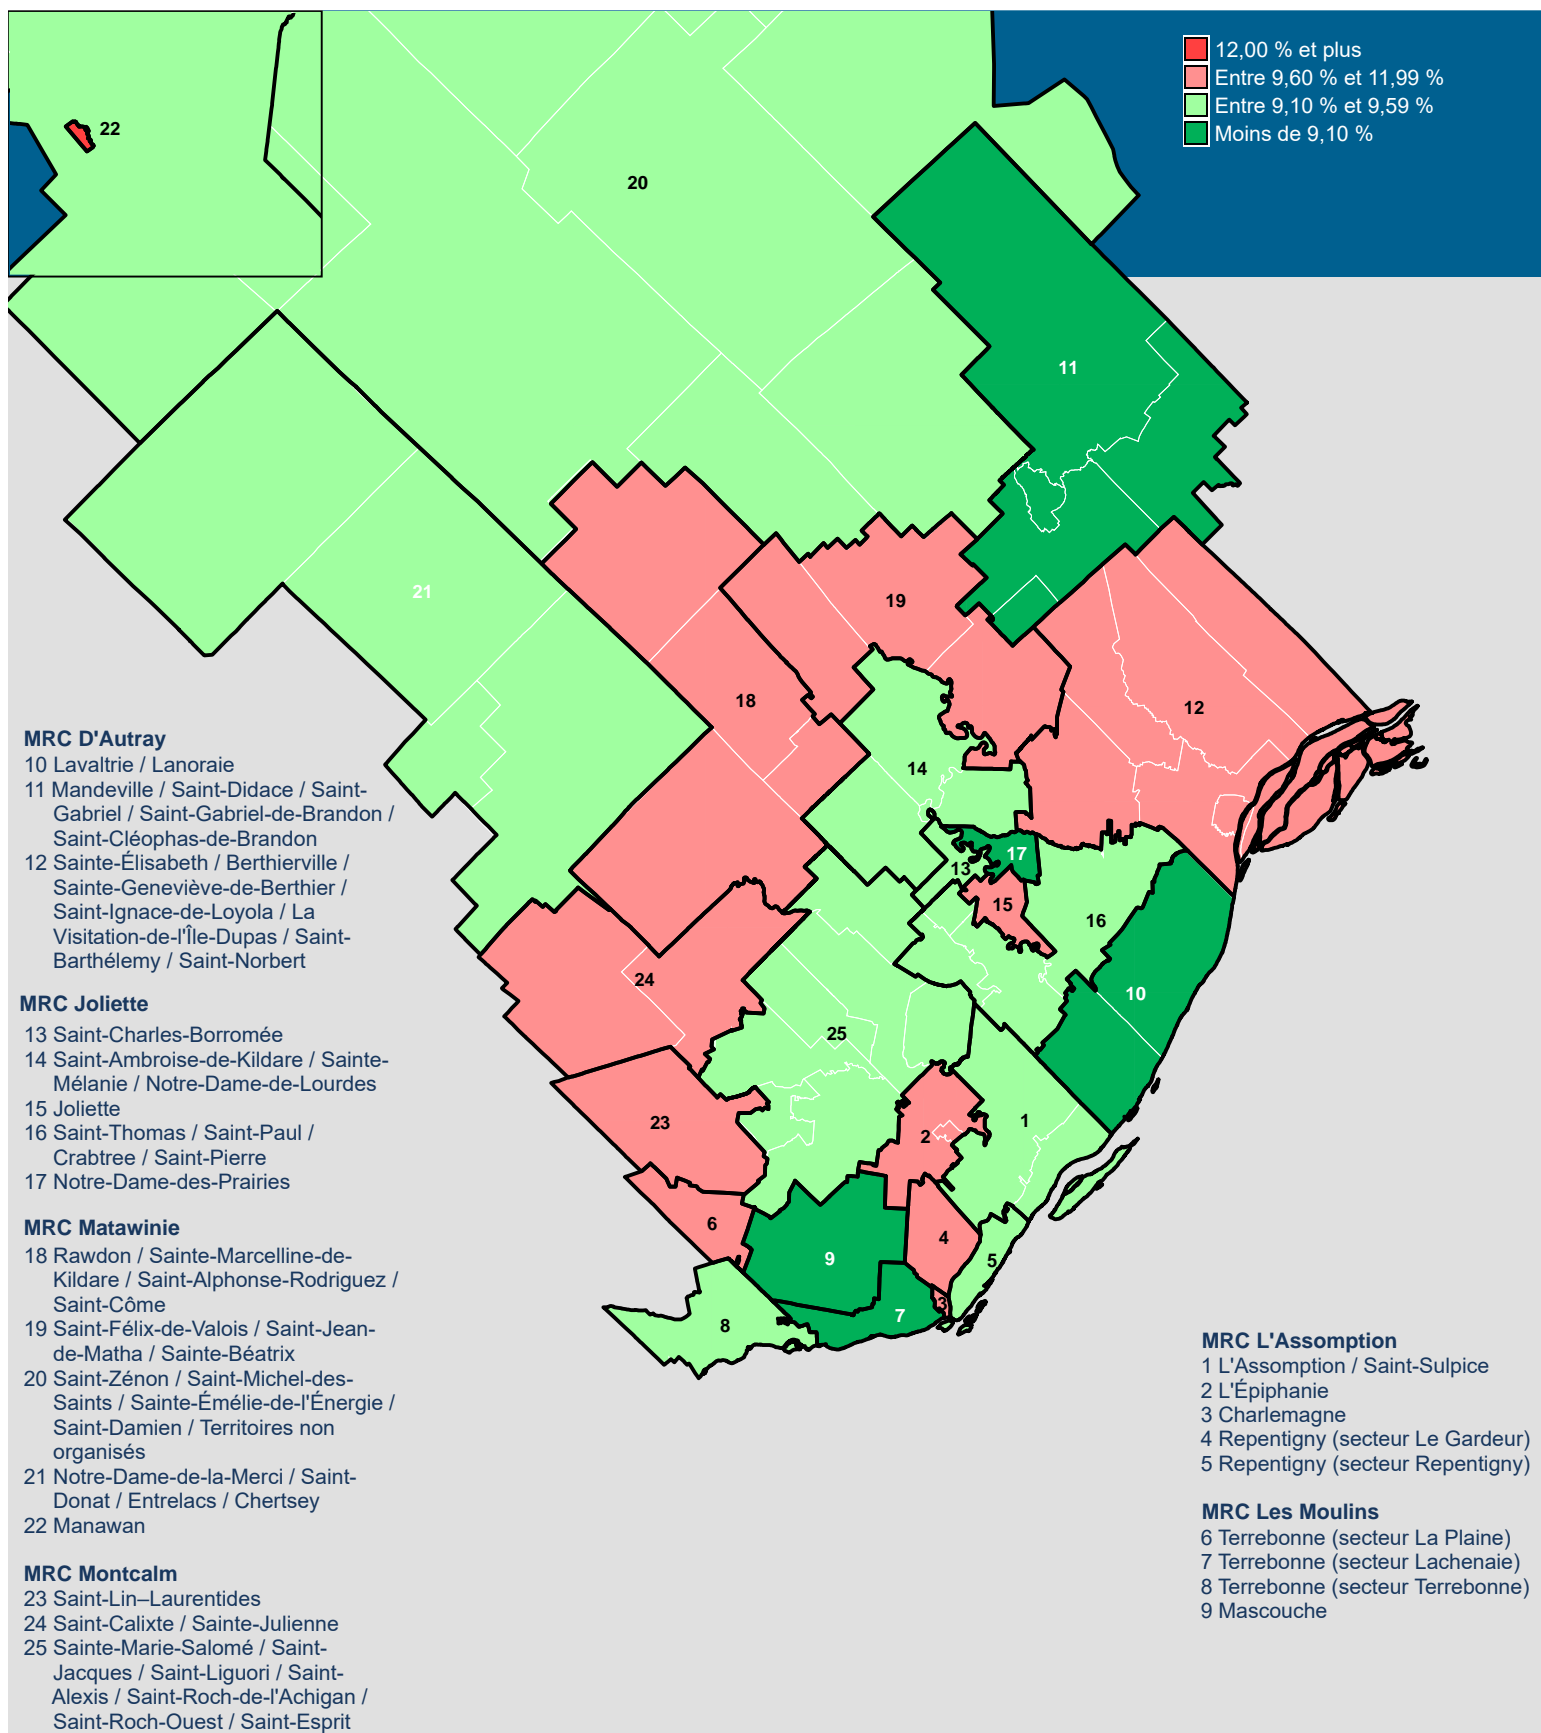 12,00 % et plus
Entre 9,60 % et 11,99 %
Entre 9,10 % et 9,59 %
Moins de 9,10 %
22
20
11
21
19
18
12
14
17
13
15
16
24
10
25
1
23
2
6
4
9
5
3
7
8
MRC D'Autray
10 Lavaltrie / Lanoraie
11 Mandeville / Saint-Didace / Saint-
Gabriel / Saint-Gabriel-de-Brandon /
Saint-Cléophas-de-Brandon
12 Sainte-Élisabeth / Berthierville /
Sainte-Geneviève-de-Berthier /
Saint-Ignace-de-Loyola / La
Visitation-de-l'Île-Dupas / Saint-
Barthélemy / Saint-Norbert
MRC Joliette
13 Saint-Charles-Borromée
14 Saint-Ambroise-de-Kildare / Sainte-
Mélanie / Notre-Dame-de-Lourdes
15 Joliette
16 Saint-Thomas / Saint-Paul /
Crabtree / Saint-Pierre
17 Notre-Dame-des-Prairies
MRC Matawinie
18 Rawdon / Sainte-Marcelline-de-
Kildare / Saint-Alphonse-Rodriguez /
Saint-Côme
19 Saint-Félix-de-Valois / Saint-Jean-
de-Matha / Sainte-Béatrix
20 Saint-Zénon / Saint-Michel-des-
Saints / Sainte-Émélie-de-l'Énergie /
Saint-Damien / Territoires non
organisés
21 Notre-Dame-de-la-Merci / Saint-
Donat / Entrelacs / Chertsey
22 Manawan
MRC Montcalm
23 Saint-Lin–Laurentides
24 Saint-Calixte / Sainte-Julienne
25 Sainte-Marie-Salomé / Saint-
Jacques / Saint-Liguori / Saint-
Alexis / Saint-Roch-de-l'Achigan /
Saint-Roch-Ouest / Saint-Esprit
MRC L'Assomption
1 L'Assomption / Saint-Sulpice
2 L'Épiphanie
3 Charlemagne
4 Repentigny (secteur Le Gardeur)
5 Repentigny (secteur Repentigny)
MRC Les Moulins
6 Terrebonne (secteur La Plaine)
7 Terrebonne (secteur Lachenaie)
8 Terrebonne (secteur Terrebonne)
9 Mascouche